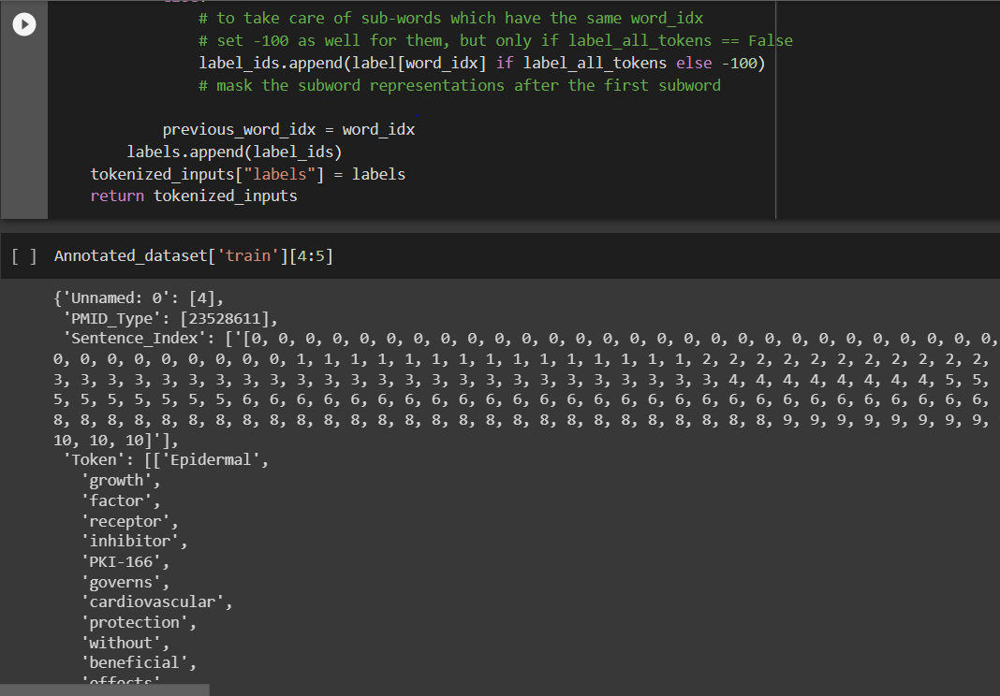 # to take care of sub-words which have the same word_idx
# set -100 as well for them, but only if label_all_tokens == False
label_ids.append(label[word_idx] if label_all_tokens else -100)
# mask the subword representations after the first subword
previous_word_idx = word_idx
labels.append(label_ids)
tokenized_inputs["labels"] = labels
return tokenized_inputs
[ ] Annotated_dataset['train'][4:5]
{'Unnamed: 0': [4],
'PMID_Type': [23528611],
'Sentence_Index': ['[0, 0, 0, 0, 0, 0, 0, 0, 0, 0, 0, 0, 0, 0, 0, 0, 0, 0, 0, 0, 0, 0, 0, 0, 0, 0, 0, 0,
0, 0, 0, 0, 0, 0, 0, 0, 0, 1, 1, 1, 1, 1, 1, 1, 1, 1, 1, 1, 1, 1, 1, 1, 2, 2, 2, 2, 2, 2, 2, 2, 2, 2, 2,
3, 3, 3, 3, 3, 3, 3, 3, 3, 3, 3, 3, 3, 3, 3, 3, 3, 3, 3, 3, 3, 3, 3, 3, 3, 4, 4, 4, 4, 4, 4, 4, 4, 5, 5,
5, 5, 5, 5, 5, 5, 5, 6, 6, 6, 6, 6, 6, 6, 6, 6, 6, 6, 6, 6, 6, 6, 6, 6, 6, 6, 6, 6, 6, 6, 6, 6, 6, 6, 6,
8, 8, 8, 8, 8, 8, 8, 8, 8, 8, 8, 8, 8, 8, 8, 8, 8, 8, 8, 8, 8, 8, 8, 8, 8, 8, 8, 9, 9, 9, 9, 9, 9, 9, 9,
10, 10, 10]'],
'Token': [['Epidermal',
'growth',
'factor',
'receptor',
'inhibitor',
'PKI-166',
'governs',
'cardiovascular',
'protection',
'without',
'beneficial',
'effects'